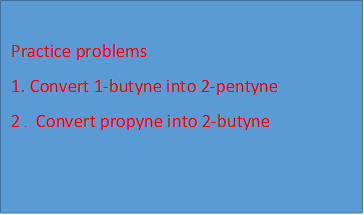 Practice problems
1. Convert 1-butyne into 2-pentyne
2 . Convert propyne into 2-butyne